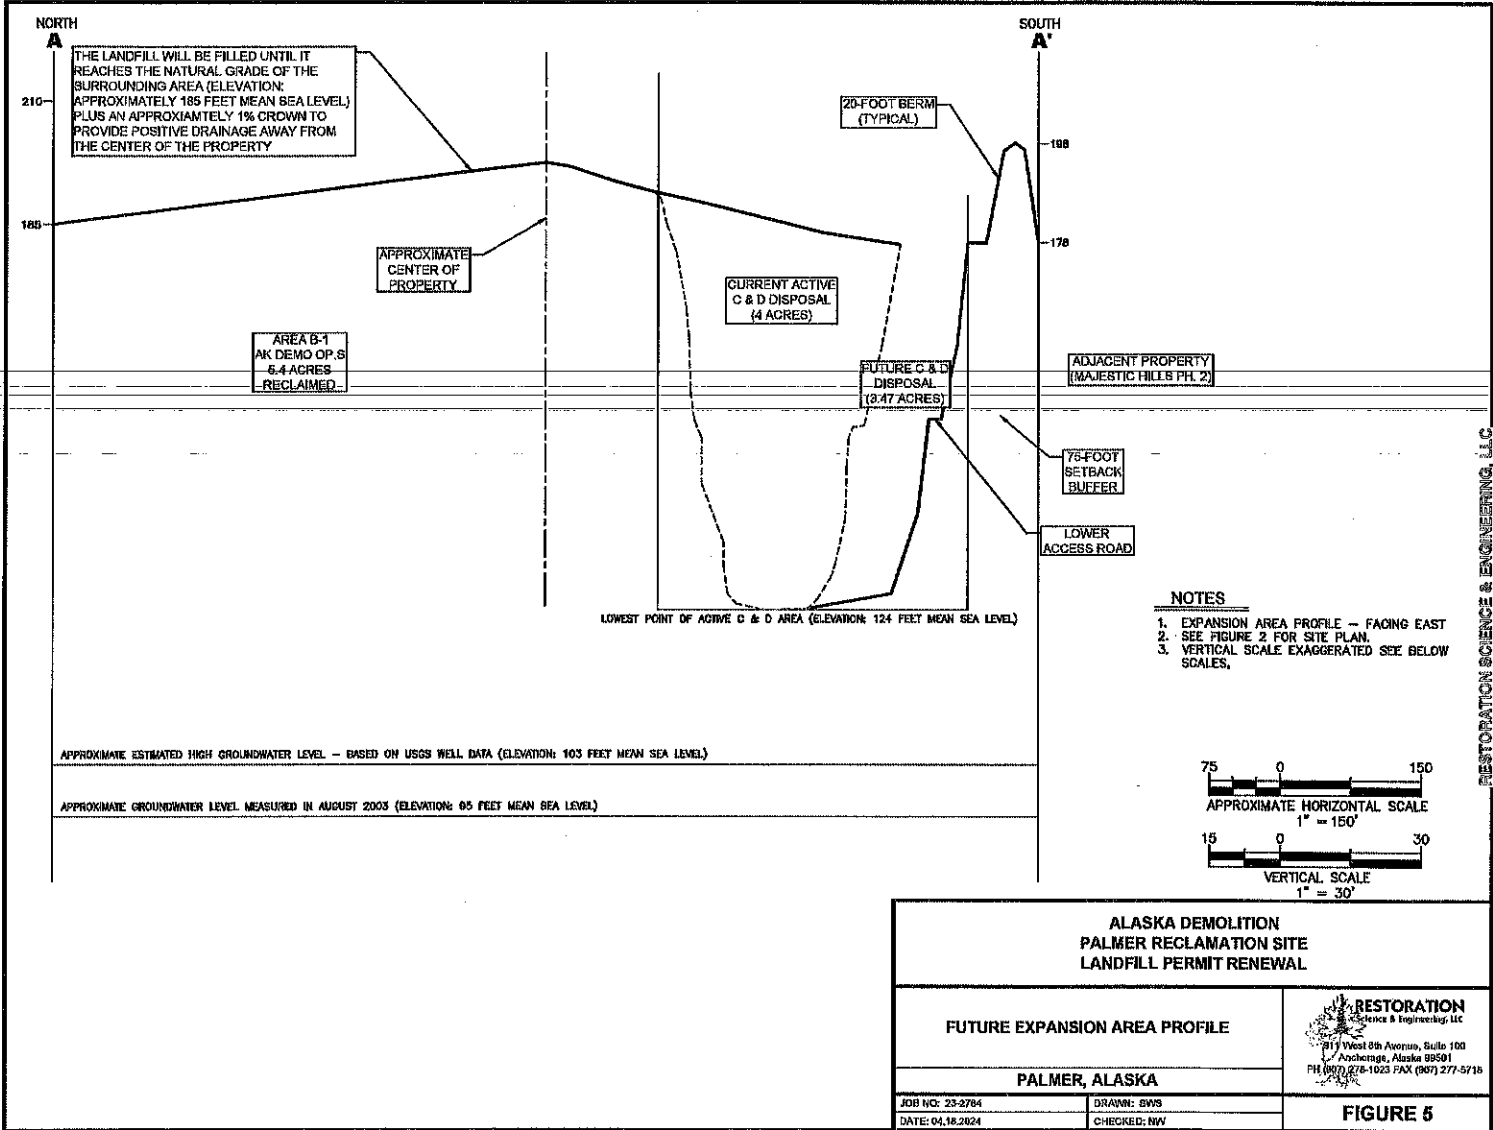 NORTH
A
SOUTH
A'
THE LANDFILL WILL BE FILLED UNTIL IT
REACHES THE NATURAL GRADE OF THE
SURROUNDING AREA (ELEVATION:
APPROXIMATELY 185 FEET MEAN SEA LEVEL)
PLUS AN APPROXIAMTELY 1% CROWN TO
PROVIDE POSITIVE DRAINAGE AWAY FROM
THE CENTER OF THE PROPERTY
210
185
20-FOOT BERM
(TYPICAL)
198
178
APPROXIMATE
CENTER OF
PROPERTY
CURRENT ACTIVE
C & D DISPOSAL
(4 ACRES)
AREA B-1
AK DEMO OP.S
6.4 ACRES
RECLAIMED
FUTURE C & D
DISPOSAL
(3.47 ACRES)
ADJACENT PROPERTY
(MAJESTIC HILLS PH. 2)
75-FOOT
SETBACK
BUFFER
LOWER
ACCESS ROAD
LOWEST POINT OF ACTIVE C & D AREA (ELEVATION: 124 FEET MEAN SEA LEVEL)
NOTES
1. EXPANSION AREA PROFILE – FACING EAST
2. SEE FIGURE 2 FOR SITE PLAN.
3. VERTICAL SCALE EXAGGERATED SEE BELOW
SCALES.
APPROXIMATE ESTIMATED HIGH GROUNDWATER LEVEL – BASED ON USGS WELL DATA (ELEVATION: 103 FEET MEAN SEA LEVEL)
APPROXIMATE GROUNDWATER LEVEL MEASURED IN AUGUST 2003 (ELEVATION: 95 FEET MEAN SEA LEVEL)
75 0 150
APPROXIMATE HORIZONTAL SCALE
1" = 150'
15 0 30
VERTICAL SCALE
1" = 30'
RESTORATION SCIENCE & ENGINEERING, LLC
ALASKA DEMOLITION
PALMER RECLAMATION SITE
LANDFILL PERMIT RENEWAL
FUTURE EXPANSION AREA PROFILE
PALMER, ALASKA
JOB NO: 23-2784
DRAWN: SWS
DATE: 04.18.2024
CHECKED: NW
RESTORATION
Science & Engineering, LLC
911 West 8th Avenue, Suite 100
Anchorage, Alaska 99501
PH (907) 278-1023 FAX (907) 277-5718
FIGURE 5